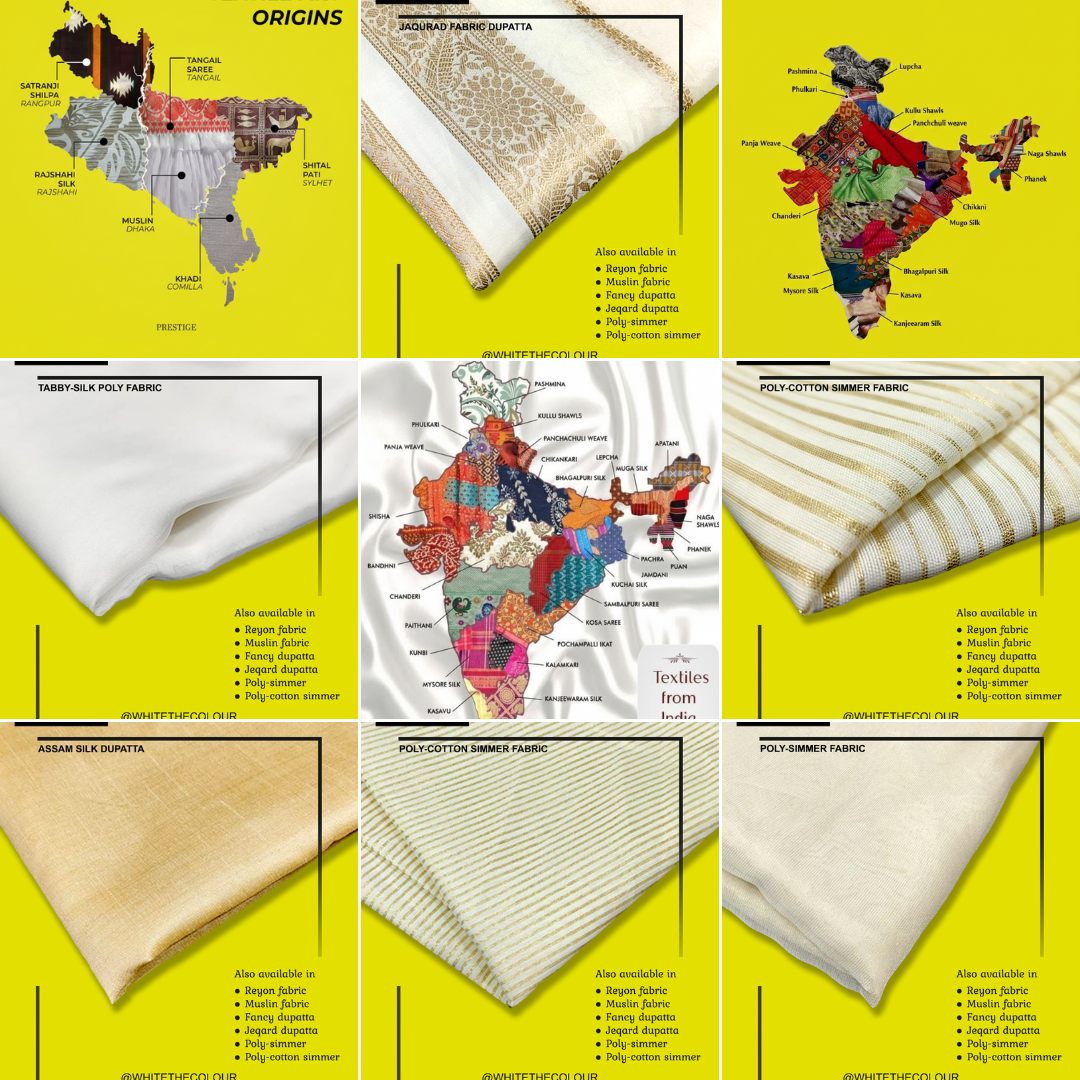 ORIGINS
TANGAIL
SAREE
TANGAIL
SATRANJI
SHILPA
RANGPUR
RAJSHAHI
SILK
RAJSHAHI
SHITAL
PATI
SYLHET
MUSLIN
DHAKA
KHADI
COMILLA
PRESTIGE
JAQURAD FABRIC DUPATTA
Also available in
● Reyon fabric
● Muslin fabric
● Fancy dupatta
● Jeqard dupatta
● Poly-simmer
● Poly-cotton simmer
@WHITETHECOLOUR
Pashmina
Lupcha
Phulkari
Kullu Shawls
Panchchuli weave
Panja Weave
Naga Shawls
Phanek
Chanderi
Chikkni
Mugo Silk
Kasava
Bhagalpuri Silk
Mysore Silk
Kasava
Kanjeearam Silk
TABBY-SILK POLY FABRIC
Also available in
● Reyon fabric
● Muslin fabric
● Fancy dupatta
● Jeqard dupatta
● Poly-simmer
● Poly-cotton simmer
@WHITETHECOLOUR
PASHMINA
KULLU SHAWLS
PHULKARI
PANCHACHULI WEAVE
PANJA WEAVE
APATANI
CHIKANKARI
LEPCHA
MUGA SILK
BHAGALPURI SILK
SHISHA
NAGA
SHAWLS
PHANEK
BANDHNI
PACHRA
PUAN
JAMDANI
KUCHAI SILK
CHANDERI
SAMBALPURI SAREE
PAITHANI
KOSA SAREE
POCHAMPALLI IKAT
KUNBI
KALAMKARI
MYSORE SILK
KANJEEWARAM SILK
KASAVU
Textiles
from
India
POLY-COTTON SIMMER FABRIC
Also available in
● Reyon fabric
● Muslin fabric
● Fancy dupatta
● Jeqard dupatta
● Poly-simmer
● Poly-cotton simmer
@WHITETHECOLOUR
ASSAM SILK DUPATTA
Also available in
● Reyon fabric
● Muslin fabric
● Fancy dupatta
● Jeqard dupatta
● Poly-simmer
● Poly-cotton simmer
@WHITETHECOLOUR
POLY-COTTON SIMMER FABRIC
Also available in
● Reyon fabric
● Muslin fabric
● Fancy dupatta
● Jeqard dupatta
● Poly-simmer
● Poly-cotton simmer
@WHITETHECOLOUR
POLY-SIMMER FABRIC
Also available in
● Reyon fabric
● Muslin fabric
● Fancy dupatta
● Jeqard dupatta
● Poly-simmer
● Poly-cotton simmer
@WHITETHECOLOUR